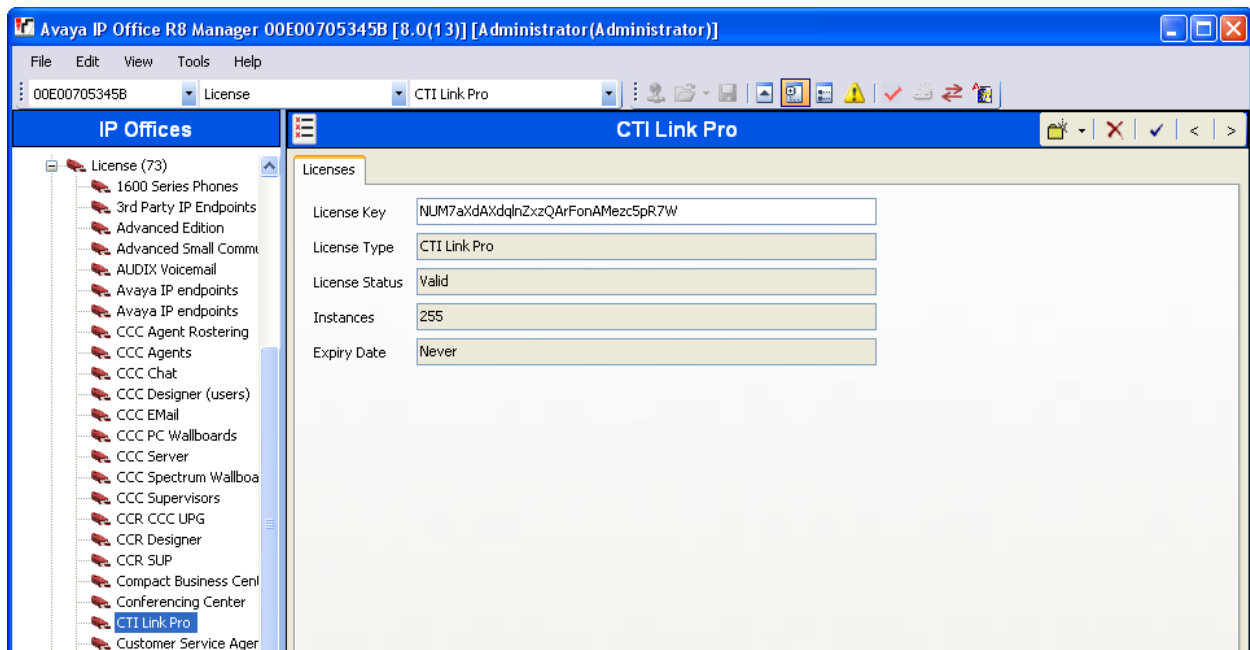 Avaya IP Office R8 Manager 00E00705345B [8.0(13)] [Administrator(Administrator)]
File Edit View Tools Help
00E00705345B License CTI Link Pro
IP Offices
CTI Link Pro
License (73)
1600 Series Phones
3rd Party IP Endpoints
Advanced Edition
Advanced Small Commu
AUDIX Voicemail
Avaya IP endpoints
Avaya IP endpoints
CCC Agent Rostering
CCC Agents
CCC Chat
CCC Designer (users)
CCC EMail
CCC PC Wallboards
CCC Server
CCC Spectrum Wallboa
CCC Supervisors
CCR CCC UPG
CCR Designer
CCR SUP
Compact Business Cent
Conferencing Center
CTI Link Pro
Customer Service Ager
Licenses
License Key NUM7aXdAXdqlnZxzQArFonAMezc5pR7W
License Type CTI Link Pro
License Status Valid
Instances 255
Expiry Date Never